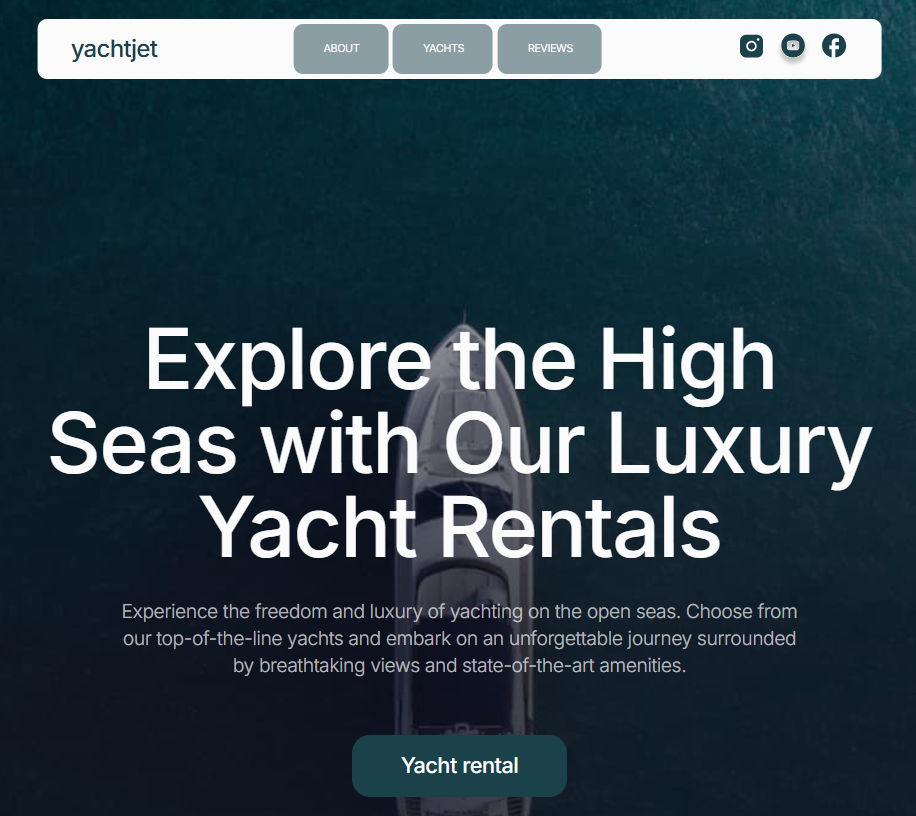 yachtjet
ABOUT
YACHTS
REVIEWS
Explore the High
Seas with Our Luxury
Yacht Rentals
Experience the freedom and luxury of yachting on the open seas. Choose from
our top-of-the-line yachts and embark on an unforgettable journey surrounded
by breathtaking views and state-of-the-art amenities.
Yacht rental